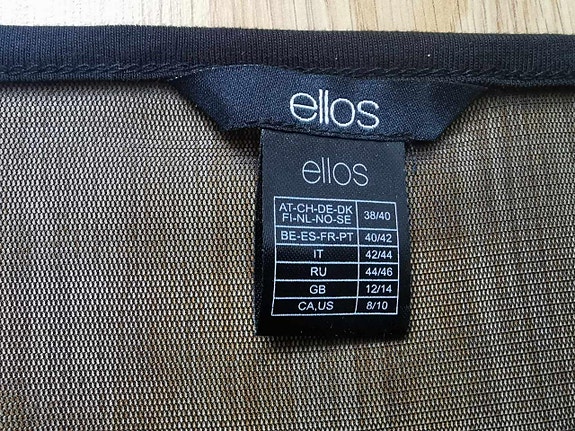 ellos
ellos
AT-CH-DE-DK
FI-NL-NO-SE 38/40
BE-ES-FR-PT 40/42
IT 42/44
RU 44/46
GB 12/14
CA,US 8/10